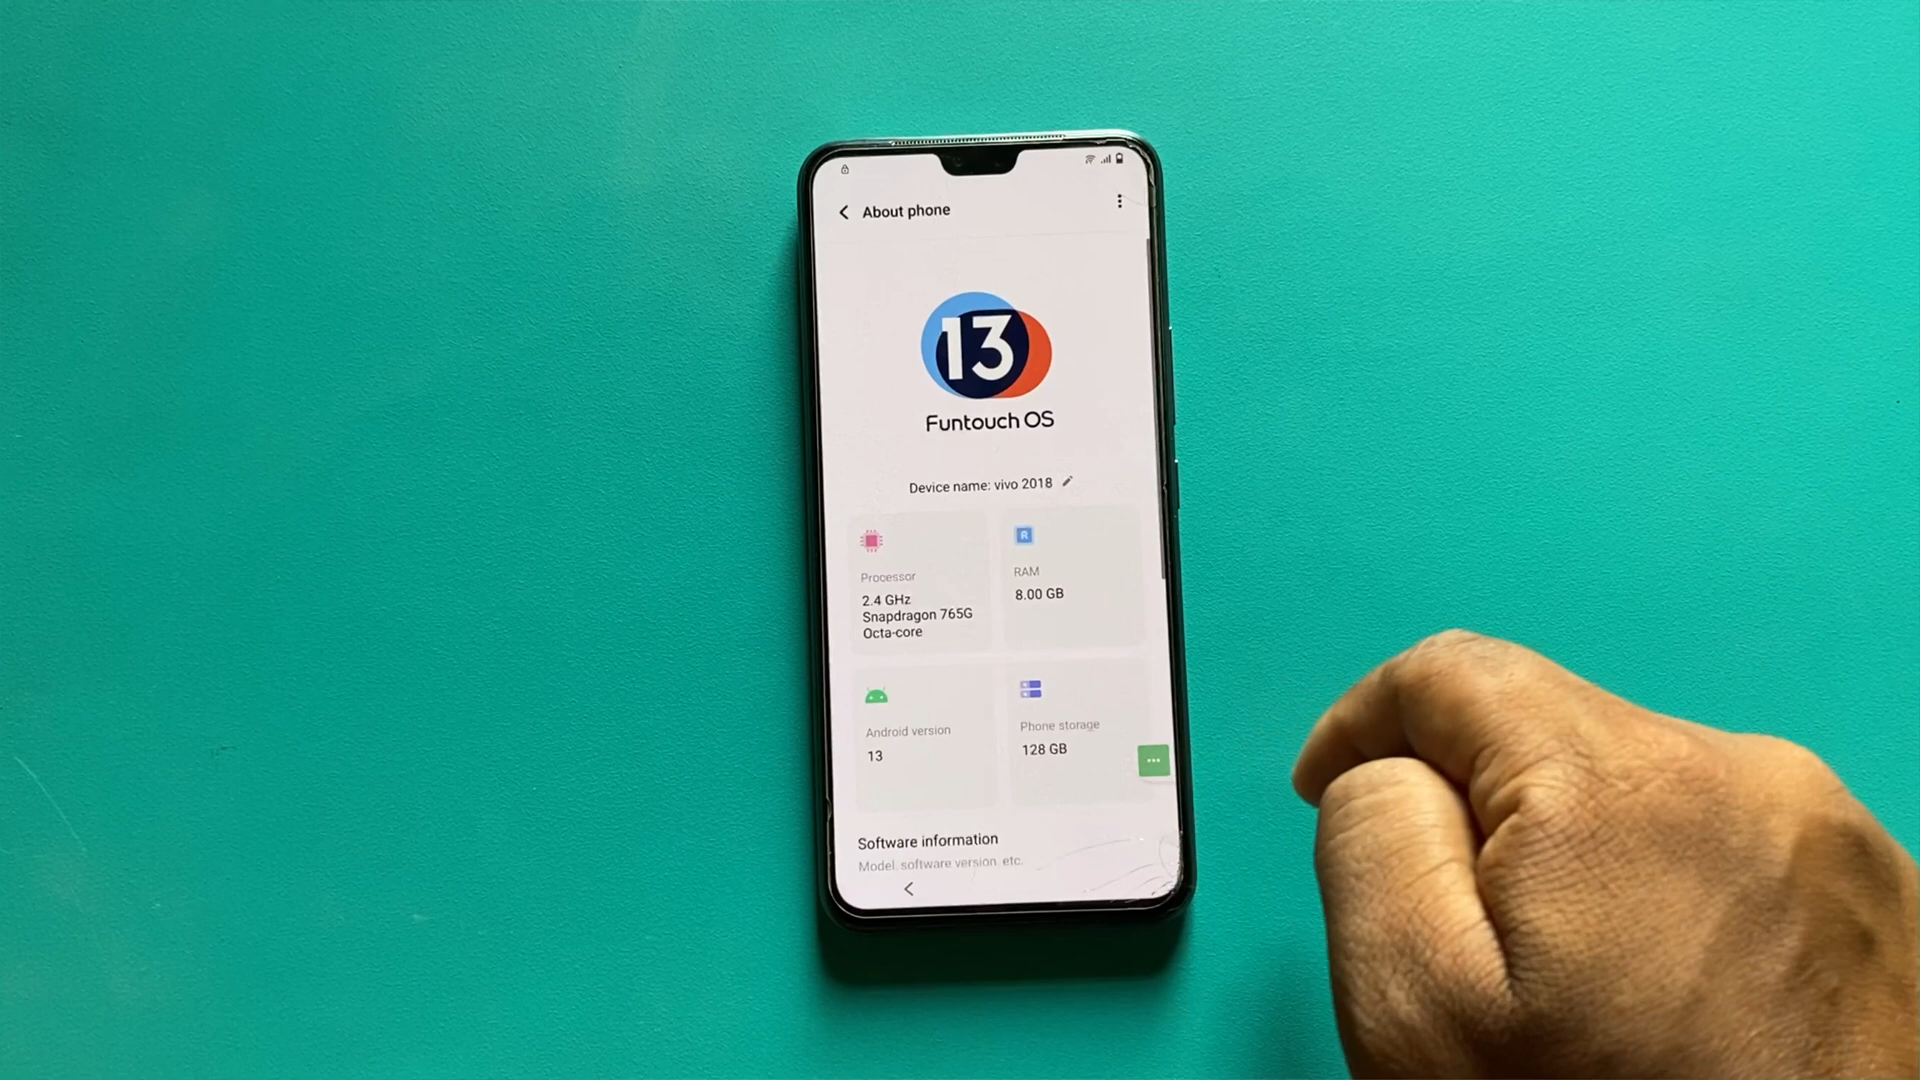 About phone
13
Funtouch OS
Device name: vivo 2018
R
Processor
2.4 GHz
Snapdragon 765G
Octa-core
RAM
8.00 GB
Android version
13
Phone storage
128 GB
Software information
Model, software version, etc.